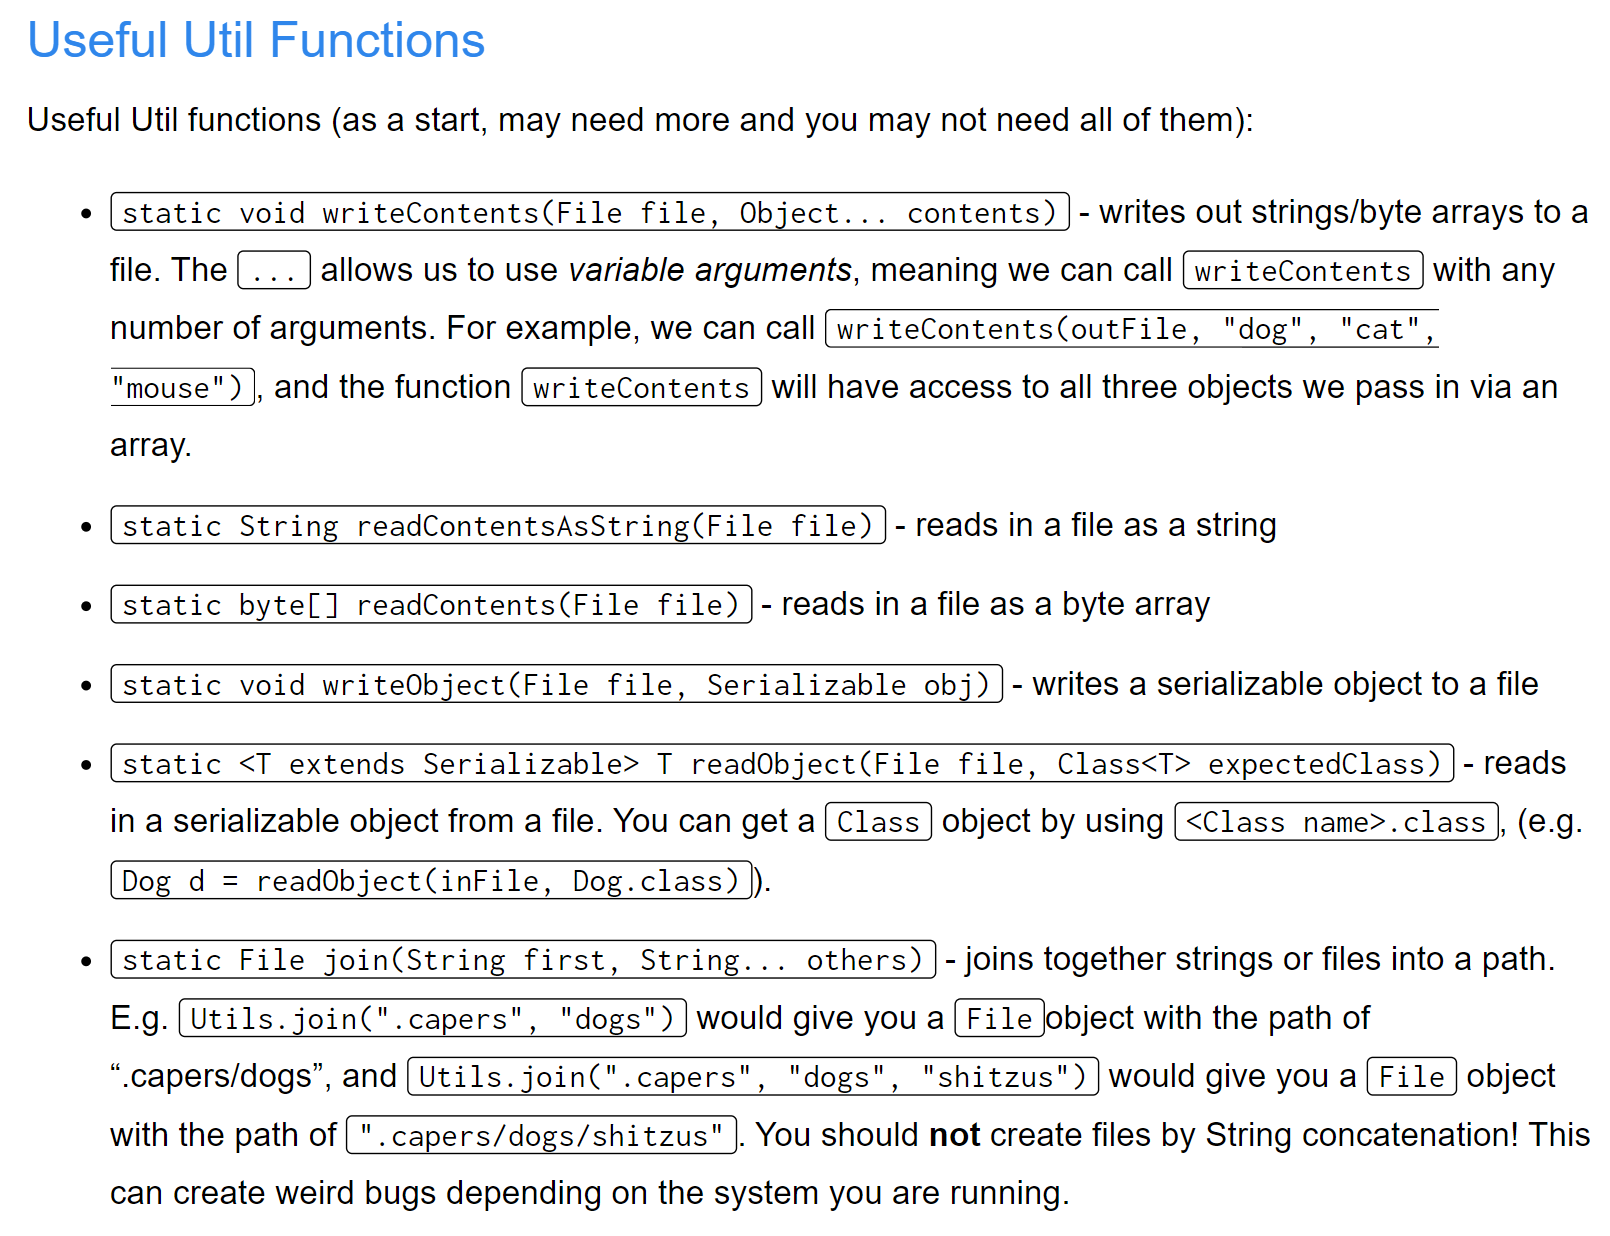 Useful Util Functions
Useful Util functions (as a start, may need more and you may not need all of them):
• static void writeContents(File file, Object... contents) - writes out strings/byte arrays to a
file. The ... allows us to use variable arguments, meaning we can call writeContents with any
number of arguments. For example, we can call writeContents(outFile, "dog", "cat",
"mouse"), and the function writeContents will have access to all three objects we pass in via an
array.
• static String readContentsAsString(File file) - reads in a file as a string
• static byte[] readContents(File file) - reads in a file as a byte array
• static void writeObject(File file, Serializable obj) - writes a serializable object to a file
• static <T extends Serializable> T readObject(File file, Class<T> expectedClass) - reads
in a serializable object from a file. You can get a Class object by using <Class name>.class, (e.g.
Dog d = readObject(inFile, Dog.class)).
• static File join(String first, String... others) - joins together strings or files into a path.
E.g. Utils.join(".capers", "dogs") would give you a File object with the path of
“.capers/dogs”, and Utils.join(".capers", "dogs", "shitzus") would give you a File object
with the path of ".capers/dogs/shitzus". You should not create files by String concatenation! This
can create weird bugs depending on the system you are running.